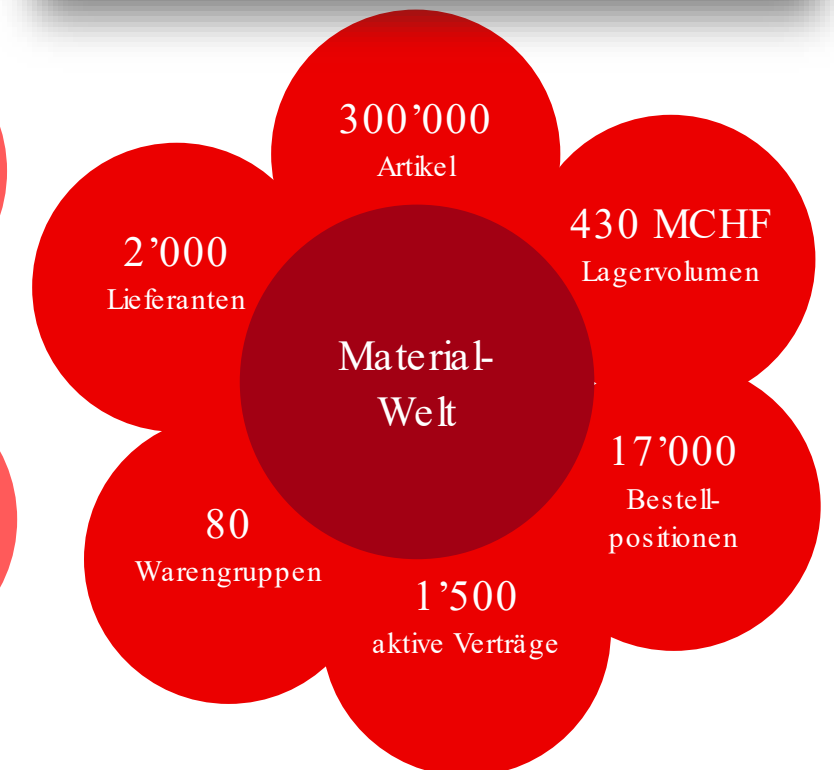 300’000
Artikel
430 MCHF
Lagervolumen
17’000
Bestell-
positionen
1’500
aktive Verträge
80
Warengruppen
2’000
Lieferanten
Material-
Welt